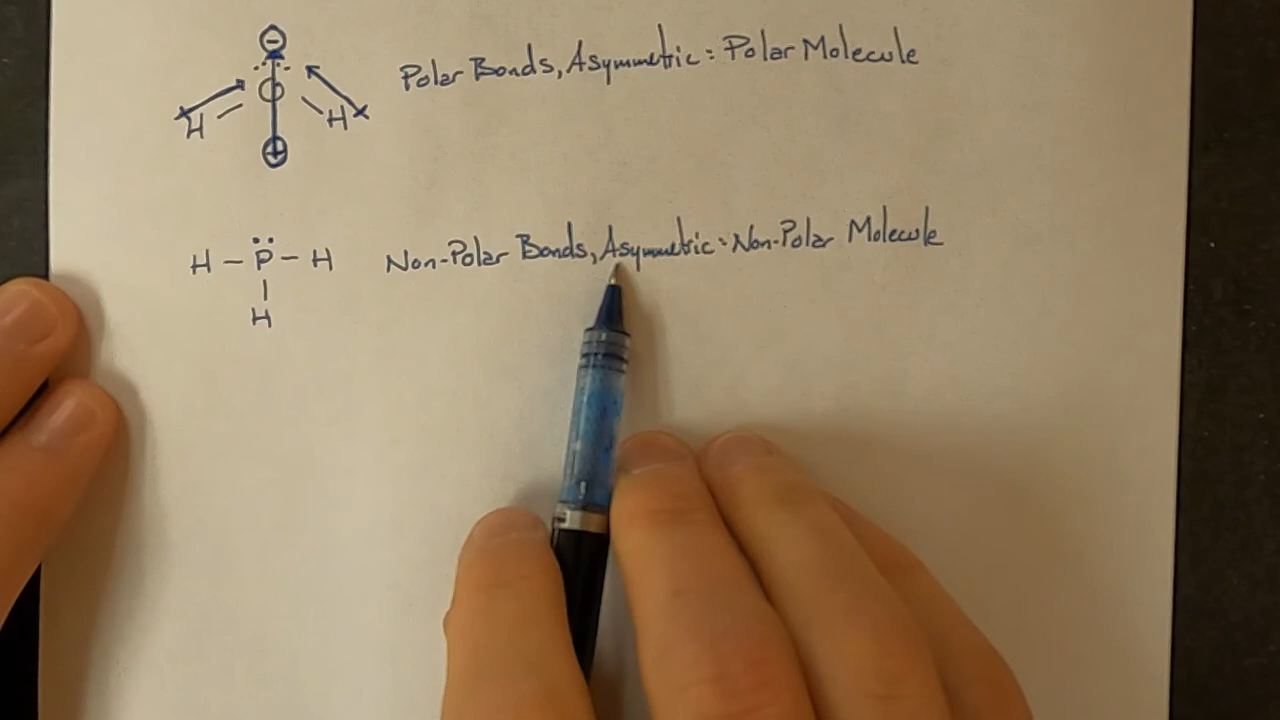 Polar Bonds, Asymmetric = Polar Molecule
H O H
H - P - H
Non-Polar Bonds, Asymmetric = Non-Polar Molecule
H